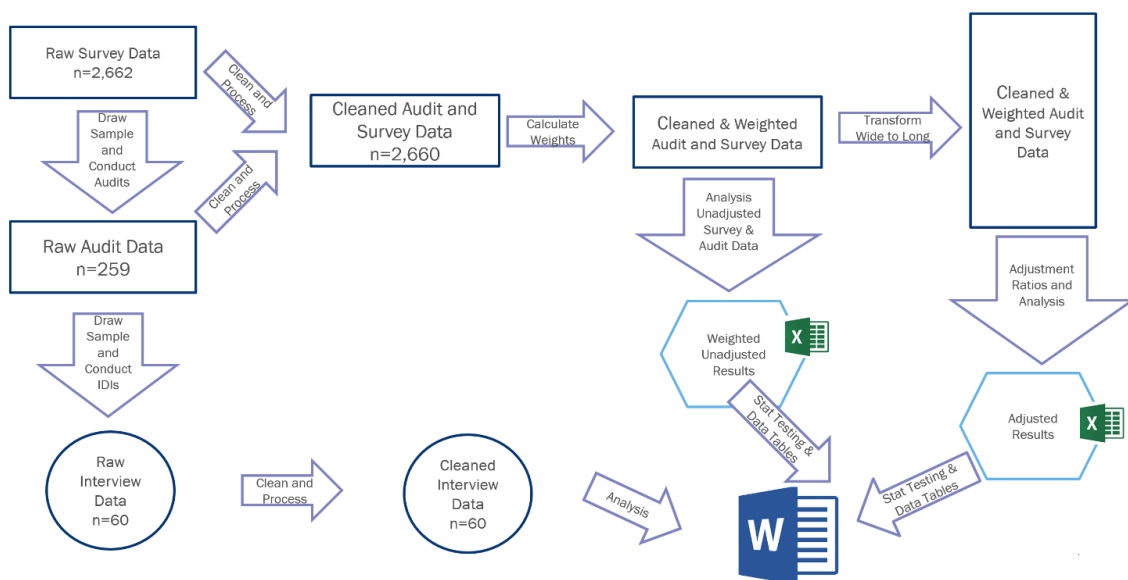 Raw Survey Data
n=2,662
Clean and
Process
Draw
Sample
and
Conduct
Audits
Clean and
Process
Raw Audit Data
n=259
Cleaned Audit and
Survey Data
n=2,660
Calculate
Weights
Cleaned & Weighted
Audit and Survey Data
Transform
Wide to Long
Cleaned &
Weighted Audit
and Survey
Data
Analysis
Unadjusted
Survey &
Audit Data
Adjustment
Ratios and
Analysis
Draw
Sample
and
Conduct
IDIs
Weighted
Unadjusted
Results
X
Stat Testing &
Data Tables
Adjusted
Results
X
Stat Testing &
Data Tables
Raw
Interview
Data
n=60
Clean and
Process
Cleaned
Interview
Data
n=60
Analysis
W